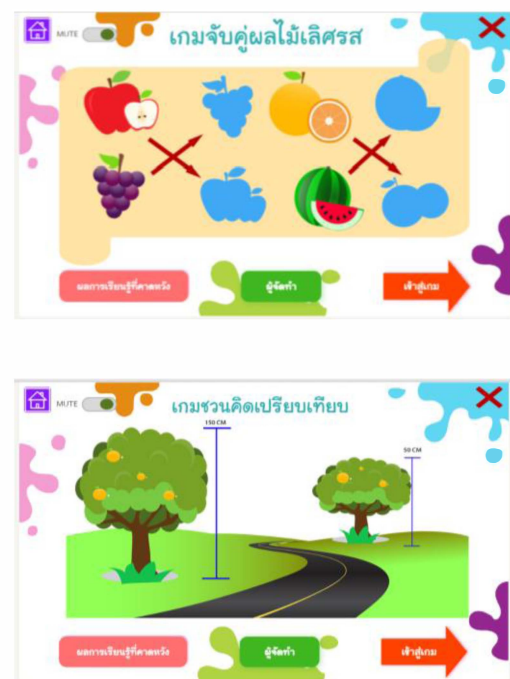 MUTE
เกมจับคู่ผลไม้เลิศรส
ผลการเรียนรู้ที่คาดหวัง
ผู้จัดทำ
เข้าสู่เกม
MUTE
เกมชวนคิดเปรียบเทียบ
150 CM
50 CM
ผลการเรียนรู้ที่คาดหวัง
ผู้จัดทำ
เข้าสู่เกม